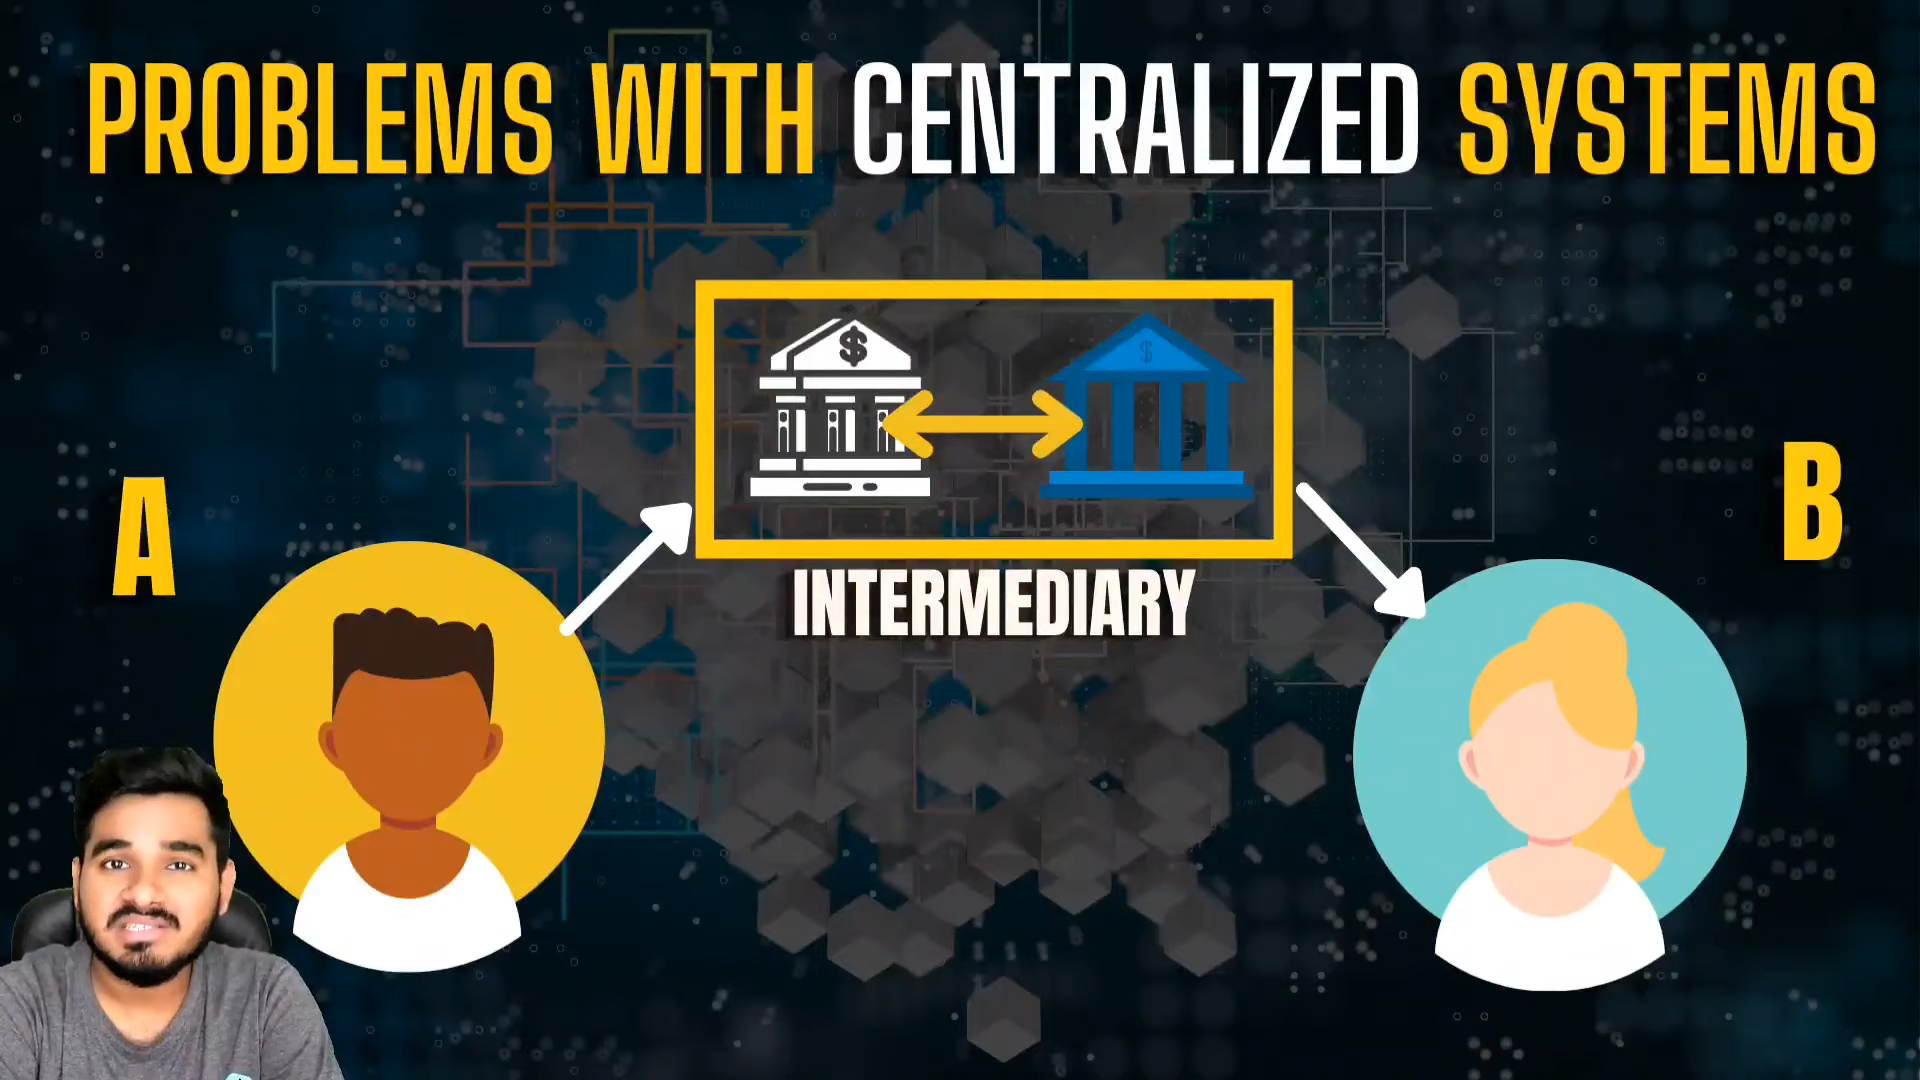 PROBLEMS WITH CENTRALIZED SYSTEMS
$ $
A
B
INTERMEDIARY